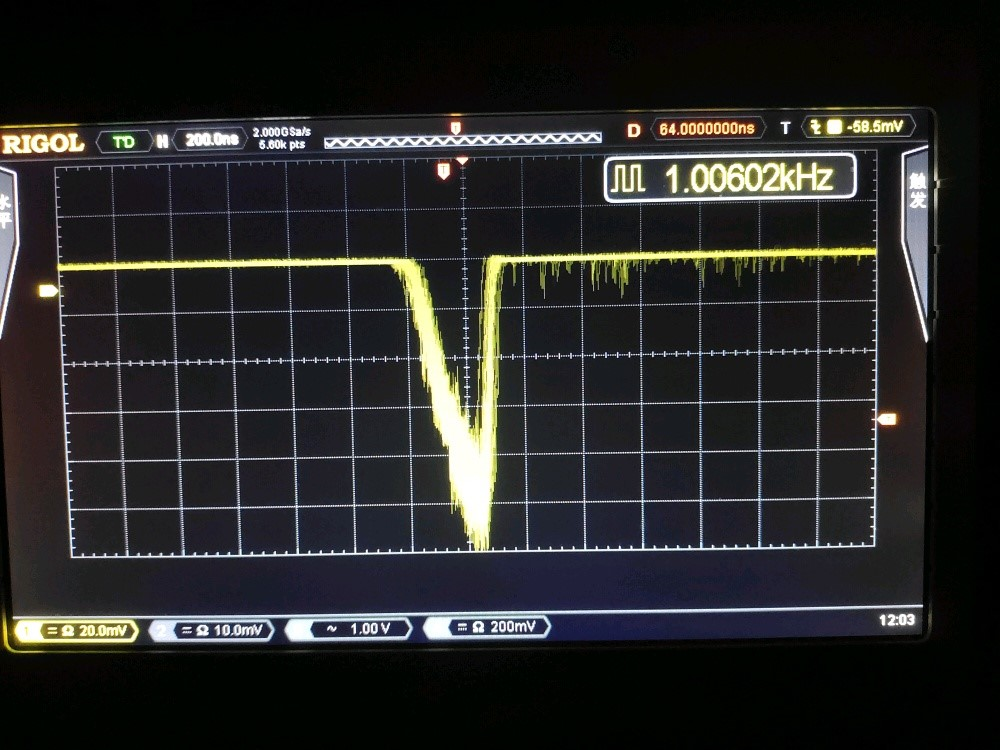 RIGOL T'D H 200.0ns 2.000GSa/s 5.60k pts D 64.0000000ns T -58.5mV
T
1.00602kHz
水平
触发
1 = Ω 20.0mV 2 = Ω 10.0mV ~ 1.00 V = Ω 200mV
12:03